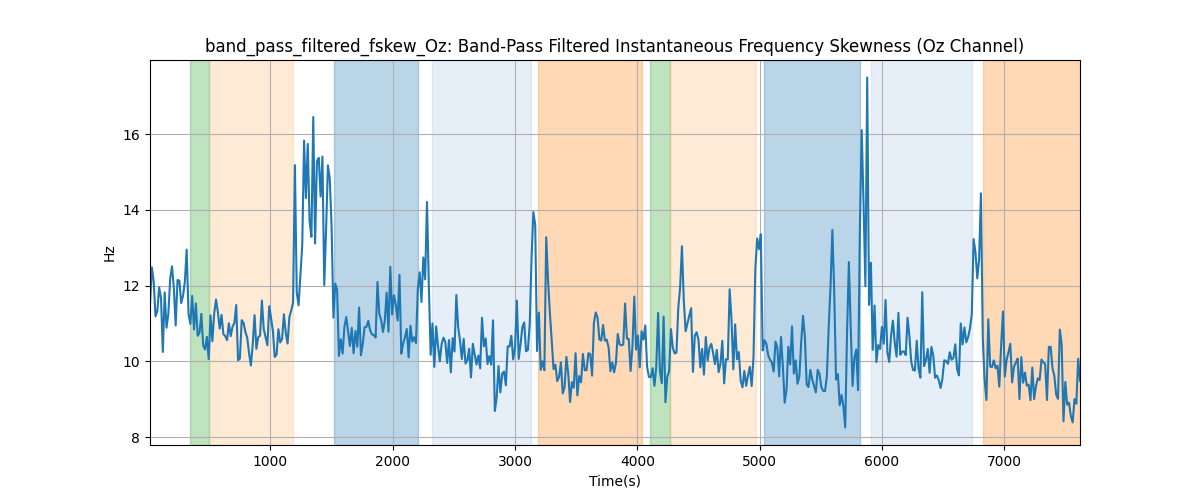 band_pass_filtered_fskew_Oz: Band-Pass Filtered Instantaneous Frequency Skewness (Oz Channel)
16
14
12
10
8
Hz
1000 2000 3000 4000 5000 6000 7000
Time(s)